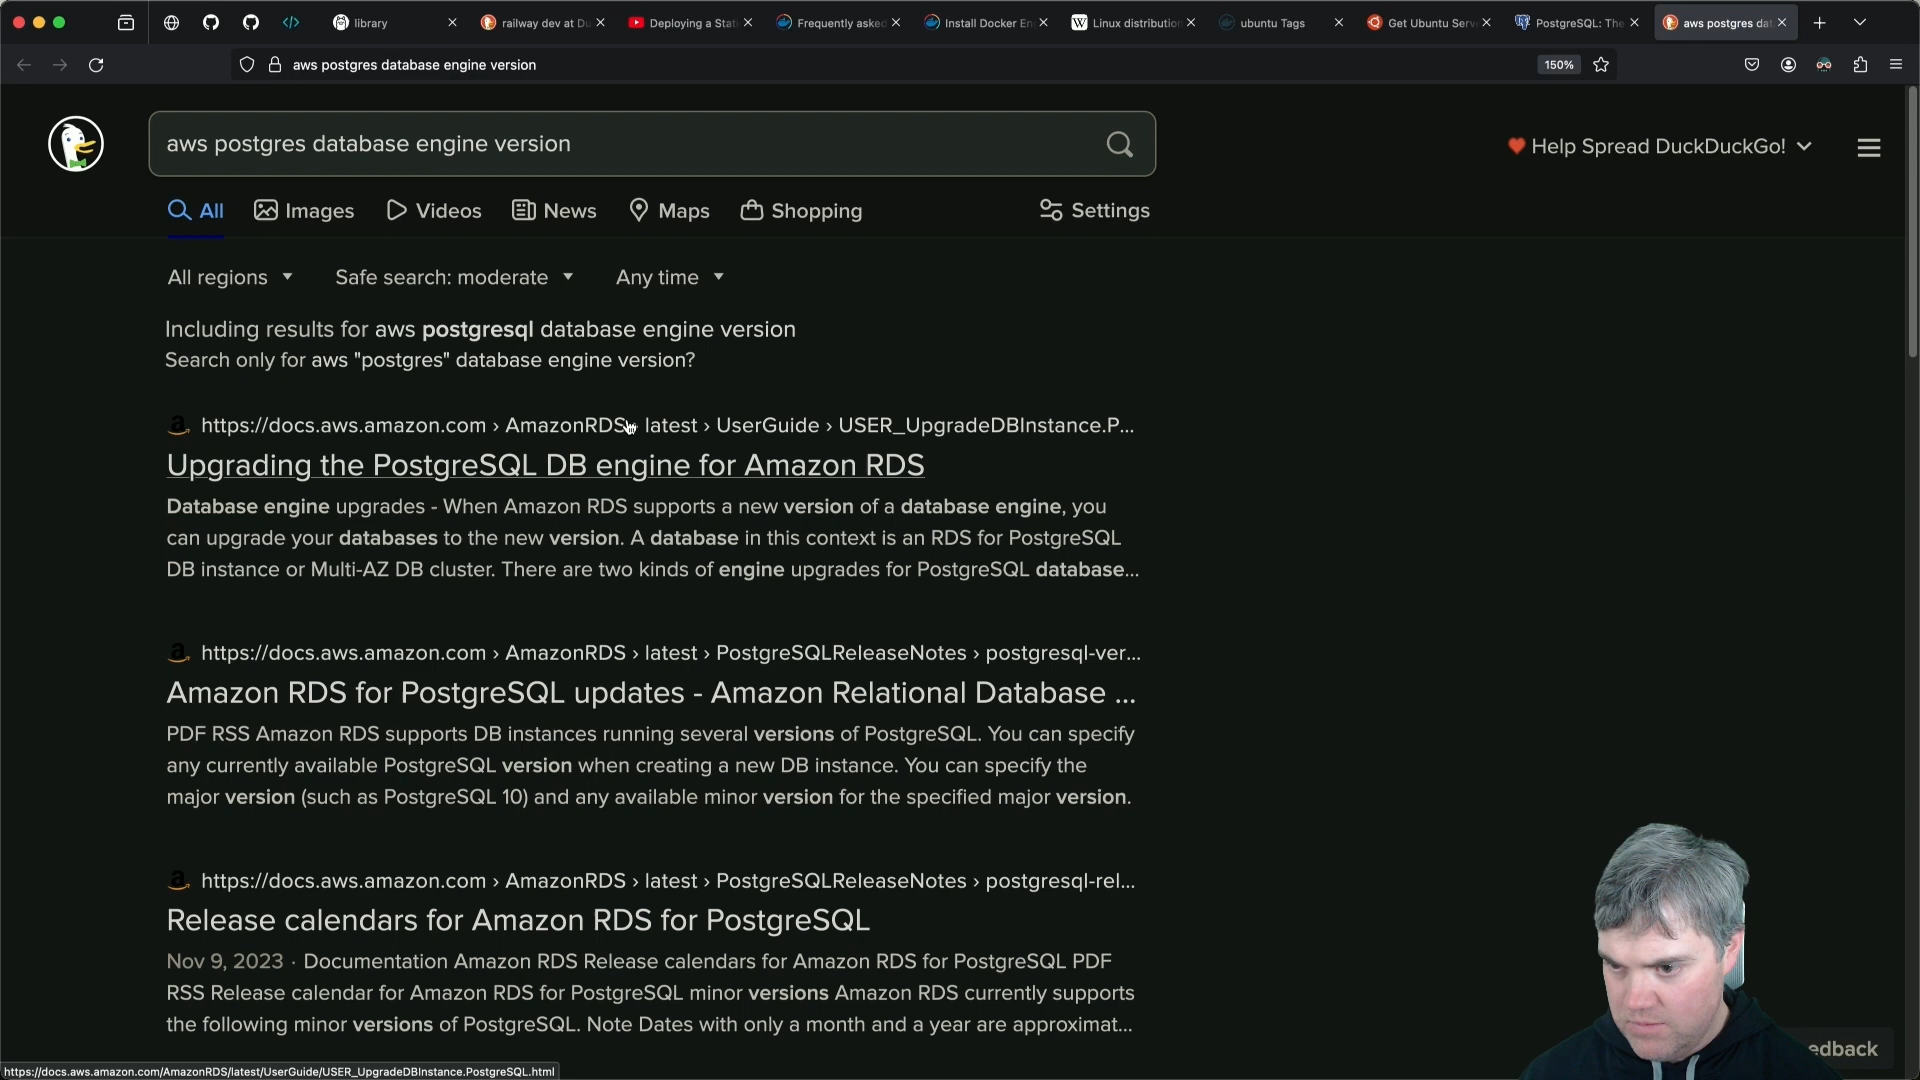 library
railway dev at Du
Deploying a Stati
Frequently asked
Install Docker En
Linux distribution
ubuntu Tags
Get Ubuntu Serv
PostgreSQL: The
aws postgres dat
aws postgres database engine version
150%
aws postgres database engine version
Help Spread DuckDuckGo!
All
Images
Videos
News
Maps
Shopping
Settings
All regions
Safe search: moderate
Any time
Including results for aws postgresql database engine version
Search only for aws "postgres" database engine version?
https://docs.aws.amazon.com › AmazonRDS › latest › UserGuide › USER_UpgradeDBInstance.P...
Upgrading the PostgreSQL DB engine for Amazon RDS
Database engine upgrades - When Amazon RDS supports a new version of a database engine, you
can upgrade your databases to the new version. A database in this context is an RDS for PostgreSQL
DB instance or Multi-AZ DB cluster. There are two kinds of engine upgrades for PostgreSQL database...
https://docs.aws.amazon.com › AmazonRDS › latest › PostgreSQLReleaseNotes › postgresql-ver...
Amazon RDS for PostgreSQL updates - Amazon Relational Database ...
PDF RSS Amazon RDS supports DB instances running several versions of PostgreSQL. You can specify
any currently available PostgreSQL version when creating a new DB instance. You can specify the
major version (such as PostgreSQL 10) and any available minor version for the specified major version.
https://docs.aws.amazon.com › AmazonRDS › latest › PostgreSQLReleaseNotes › postgresql-rel...
Release calendars for Amazon RDS for PostgreSQL
Nov 9, 2023 · Documentation Amazon RDS Release calendars for Amazon RDS for PostgreSQL PDF
RSS Release calendar for Amazon RDS for PostgreSQL minor versions Amazon RDS currently supports
the following minor versions of PostgreSQL. Note Dates with only a month and a year are approximat...
edback
https://docs.aws.amazon.com/AmazonRDS/latest/UserGuide/USER_UpgradeDBInstance.PostgreSQL.html